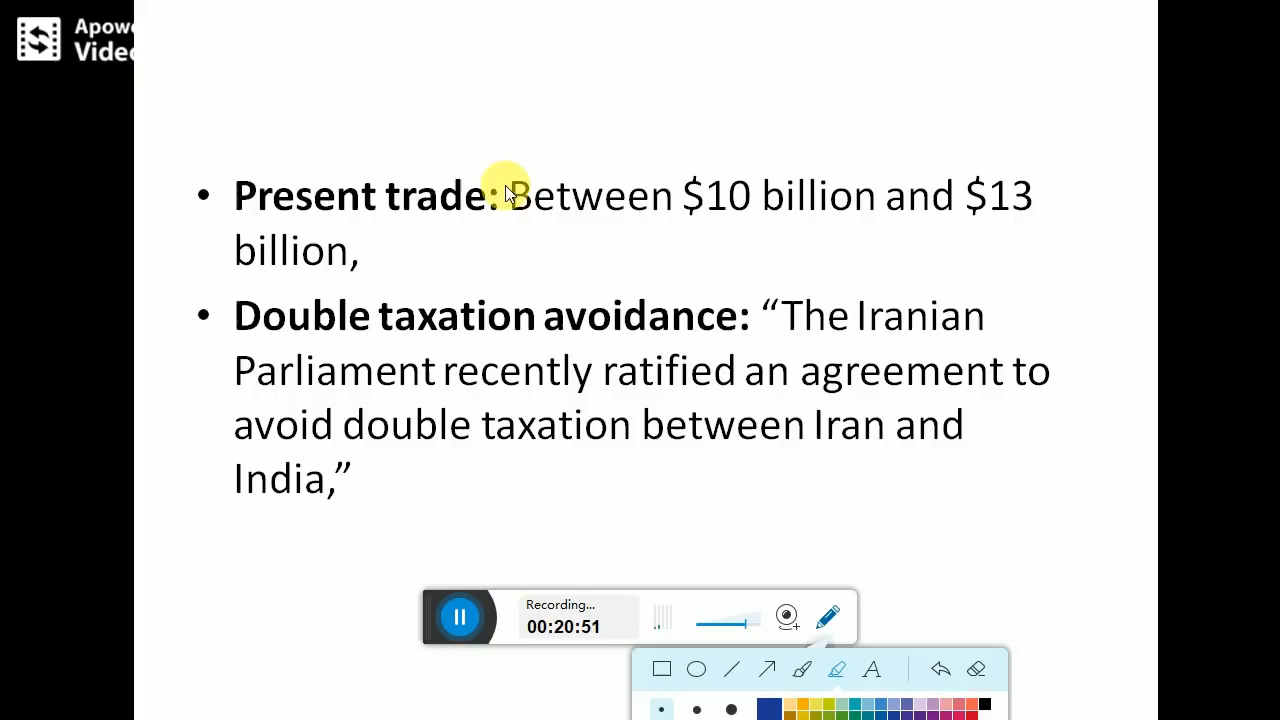 Apowe
Video
• Present trade: Between $10 billion and $13
billion,
• Double taxation avoidance: “The Iranian
Parliament recently ratified an agreement to
avoid double taxation between Iran and
India,”
Recording...
00:20:51
A